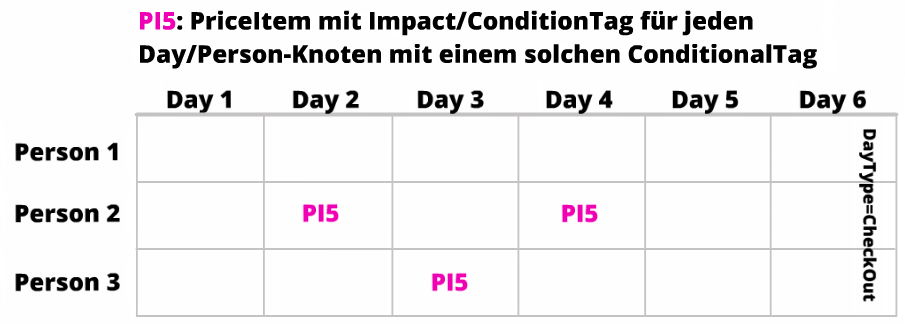 PI5: PriceItem mit Impact/ConditionTag für jeden
Day/Person-Knoten mit einem solchen ConditionalTag
Day 1 Day 2 Day 3 Day 4 Day 5 Day 6
Person 1
Person 2 PI5 PI5
Person 3 PI5
DayType=CheckOut